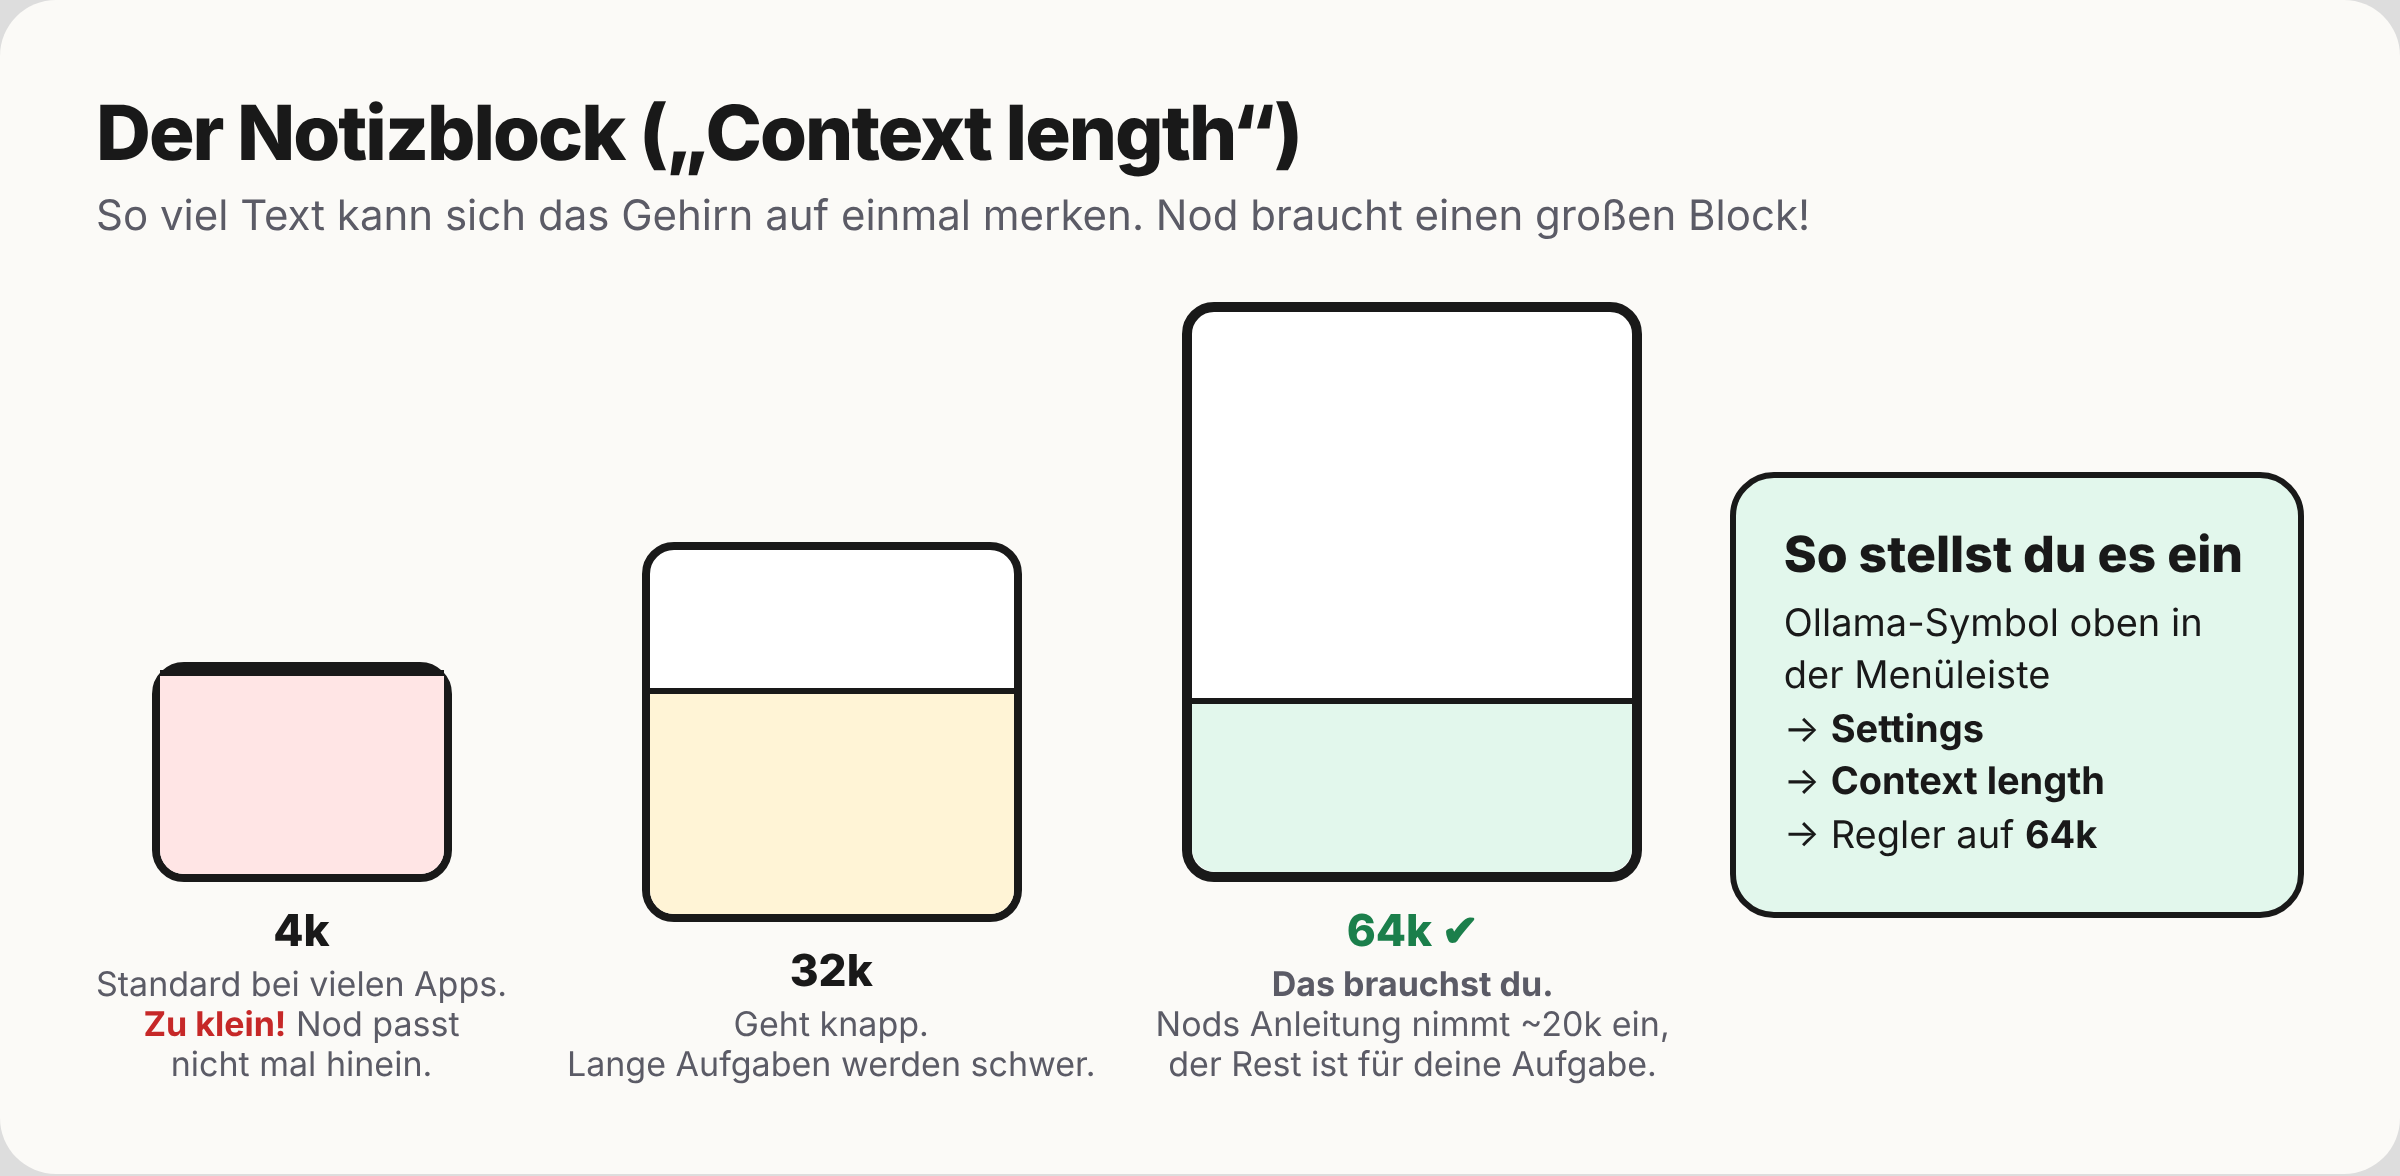 Der Notizblock („Context length“)
So viel Text kann sich das Gehirn auf einmal merken. Nod braucht einen großen Block!
4k
Standard bei vielen Apps.
Zu klein! Nod passt
nicht mal hinein.
32k
Geht knapp.
Lange Aufgaben werden schwer.
64k ✔
Das brauchst du.
Nods Anleitung nimmt ~20k ein,
der Rest ist für deine Aufgabe.
So stellst du es ein
Ollama-Symbol oben in
der Menüleiste
→ Settings
→ Context length
→ Regler auf 64k